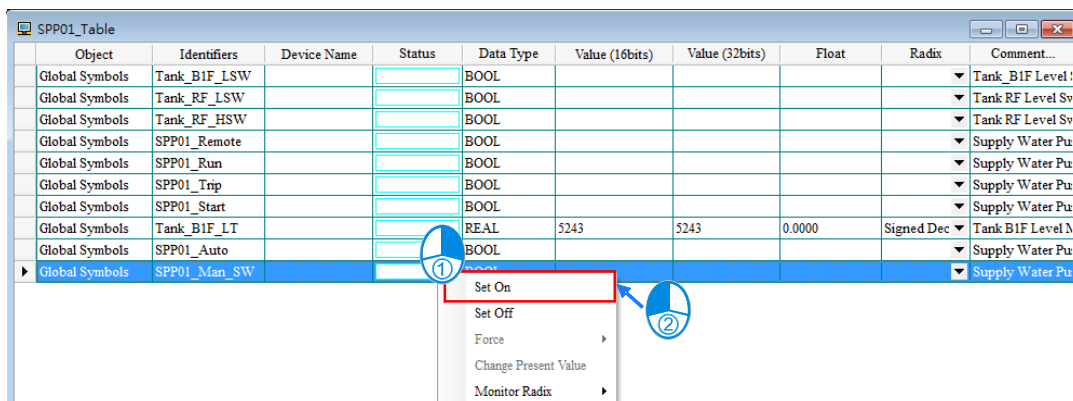 SPP01_Table
Object Identifiers Device Name Status Data Type Value (16bits) Value (32bits) Float Radix Comment...
Global Symbols Tank_B1F_LSW BOOL Tank_B1F Level
Global Symbols Tank_RF_LSW BOOL Tank RF Level Sv
Global Symbols Tank_RF_HSW BOOL Tank RF Level Sv
Global Symbols SPP01_Remote BOOL Supply Water Pu
Global Symbols SPP01_Run BOOL Supply Water Pu
Global Symbols SPP01_Trip BOOL Supply Water Pu
Global Symbols SPP01_Start BOOL Supply Water Pu
Global Symbols Tank_B1F_LT REAL 5243 5243 0.0000 Signed Dec Tank B1F Level
Global Symbols SPP01_Auto BOOL Supply Water Pu
Global Symbols SPP01_Man_SW BOOL Supply Water Pu
①
Set On
②
Set Off
Force
Change Present Value
Monitor Radix